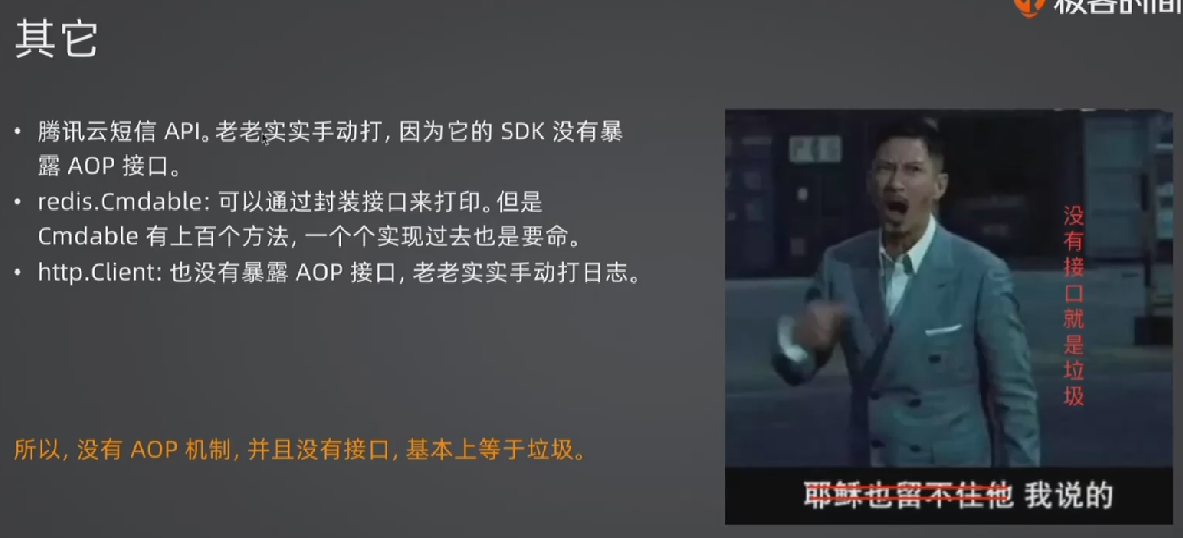 极客时间
其它
• 腾讯云短信 API。老老实实手动打，因为它的 SDK 没有暴
露 AOP 接口。
• redis.Cmdable：可以通过封装接口来打印。但是
Cmdable 有上百个方法，一个个实现过去也是要命。
• http.Client：也没有暴露 AOP 接口，老老实实手动打日志。
所以，没有 AOP 机制，并且没有接口，基本上等于垃圾。
没有接口就是垃圾
耶稣也留不住他 我说的